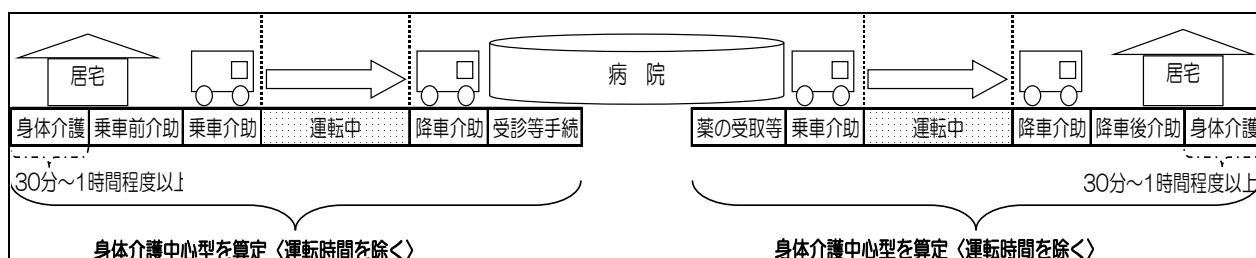 居宅
病 院
居宅
身体介護 乗車前介助 乗車介助 運転中 降車介助 受診等手続
薬の受取等 乗車介助 運転中 降車介助 降車後介助 身体介護
30分~1時間程度以上
30分~1時間程度以上
身体介護中心型を算定〈運転時間を除く〉
身体介護中心型を算定〈運転時間を除く〉